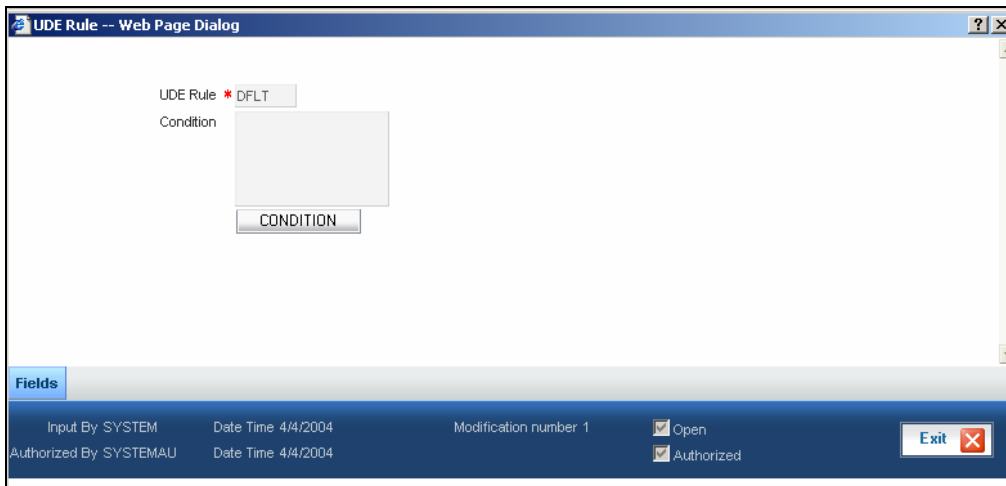 UDE Rule -- Web Page Dialog
UDE Rule * DFLT
Condition
CONDITION
Fields
Input By SYSTEM Date Time 4/4/2004 Modification number 1 Open
Authorized By SYSTEMAU Date Time 4/4/2004 Authorized
Exit